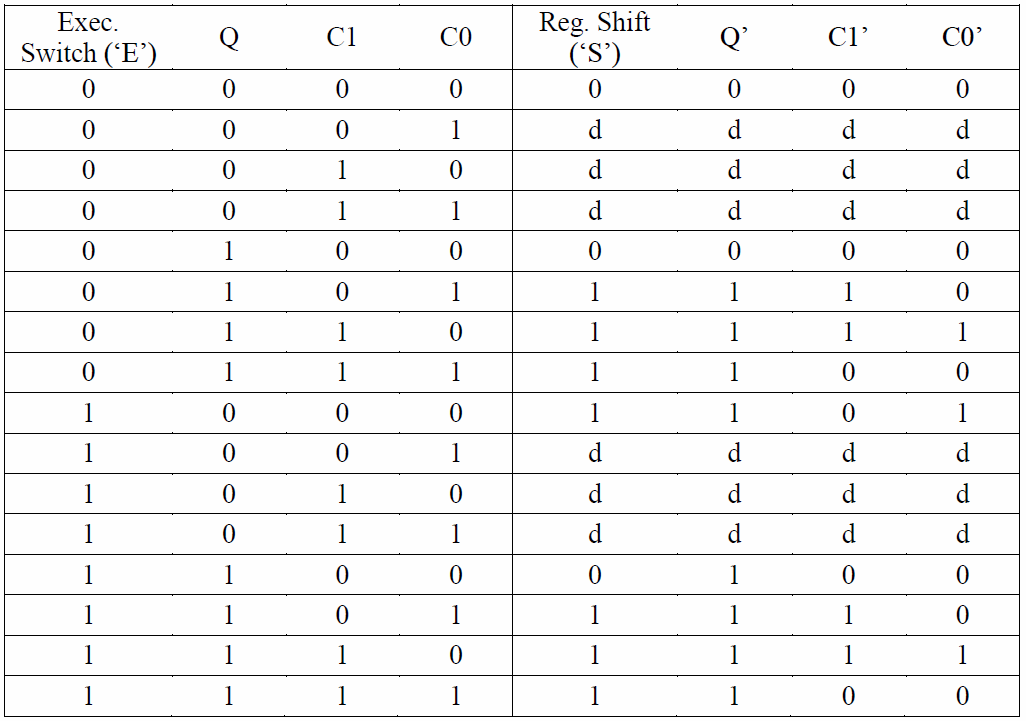 Exec. Switch (‘E’) Q C1 C0 Reg. Shift (‘S’) Q’ C1’ C0’
0 0 0 0 0 0 0 0
0 0 0 1 d d d d
0 0 1 0 d d d d
0 0 1 1 d d d d
0 1 0 0 0 0 0 0
0 1 0 1 1 1 1 0
0 1 1 0 1 1 1 1
0 1 1 1 1 1 0 0
1 0 0 0 1 1 0 1
1 0 0 1 d d d d
1 0 1 0 d d d d
1 0 1 1 d d d d
1 1 0 0 0 1 0 0
1 1 0 1 1 1 1 0
1 1 1 0 1 1 1 1
1 1 1 1 1 1 0 0